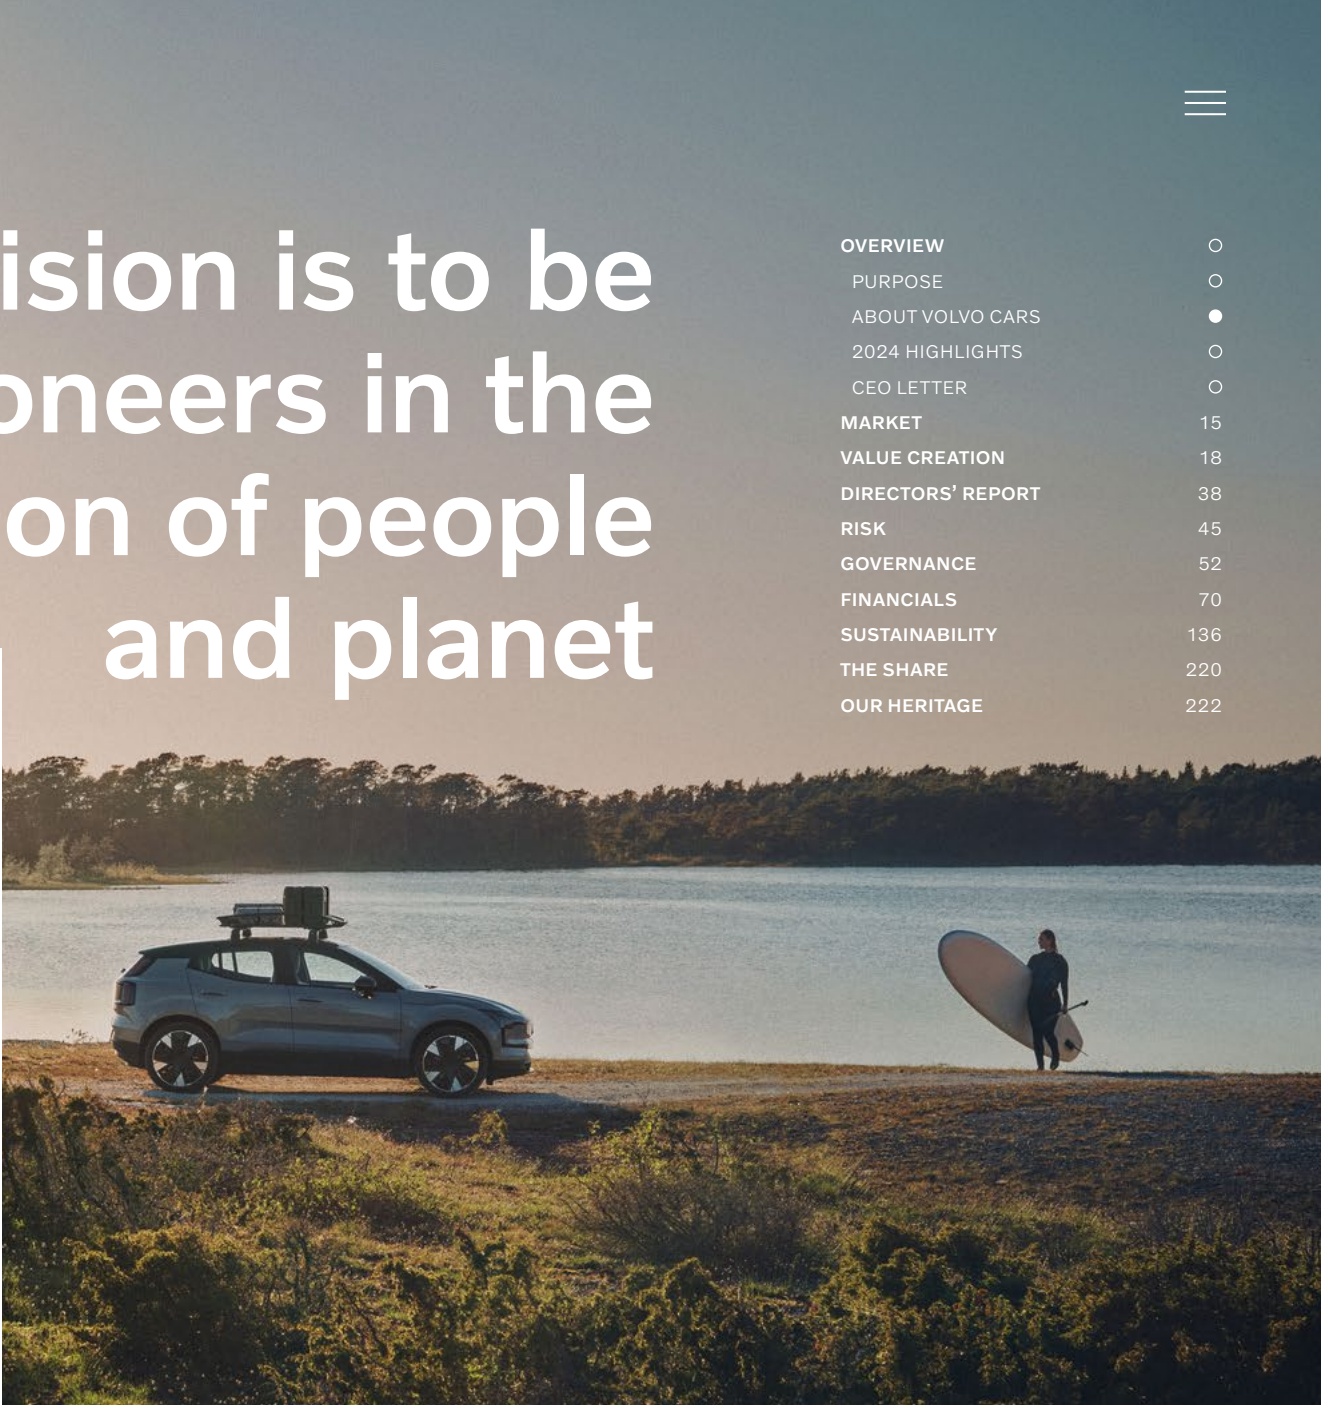 ision is to be
oneers in the
on of people
and planet
OVERVIEW
PURPOSE
ABOUT VOLVO CARS
2024 HIGHLIGHTS
CEO LETTER
MARKET 15
VALUE CREATION 18
DIRECTORS’ REPORT 38
RISK 45
GOVERNANCE 52
FINANCIALS 70
SUSTAINABILITY 136
THE SHARE 220
OUR HERITAGE 222